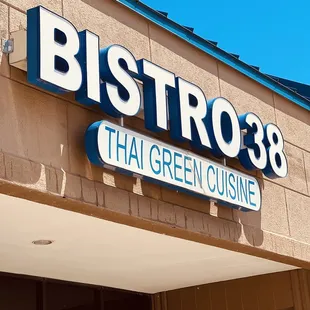 BISTRO 38
THAI GREEN CUISINE